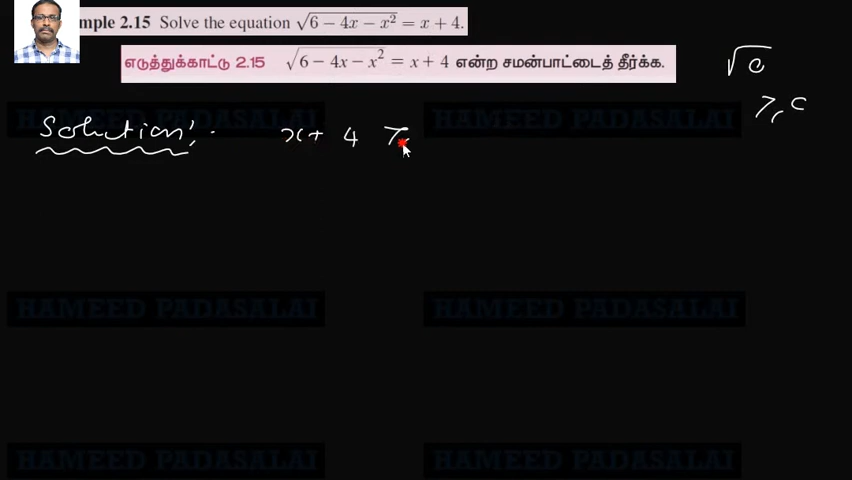 mple 2.15 Solve the equation √(6 − 4x − x²) = x + 4.
எடுத்துக்காட்டு 2.15 √(6 − 4x − x²) = x + 4 என்ற சமன்பாட்டைத் தீர்க்க.
√0
≥ 0
Solution:- x + 4 ≥
HAMEED PADASALAI HAMEED PADASALAI
HAMEED PADASALAI HAMEED PADASALAI
HAMEED PADASALAI HAMEED PADASALAI